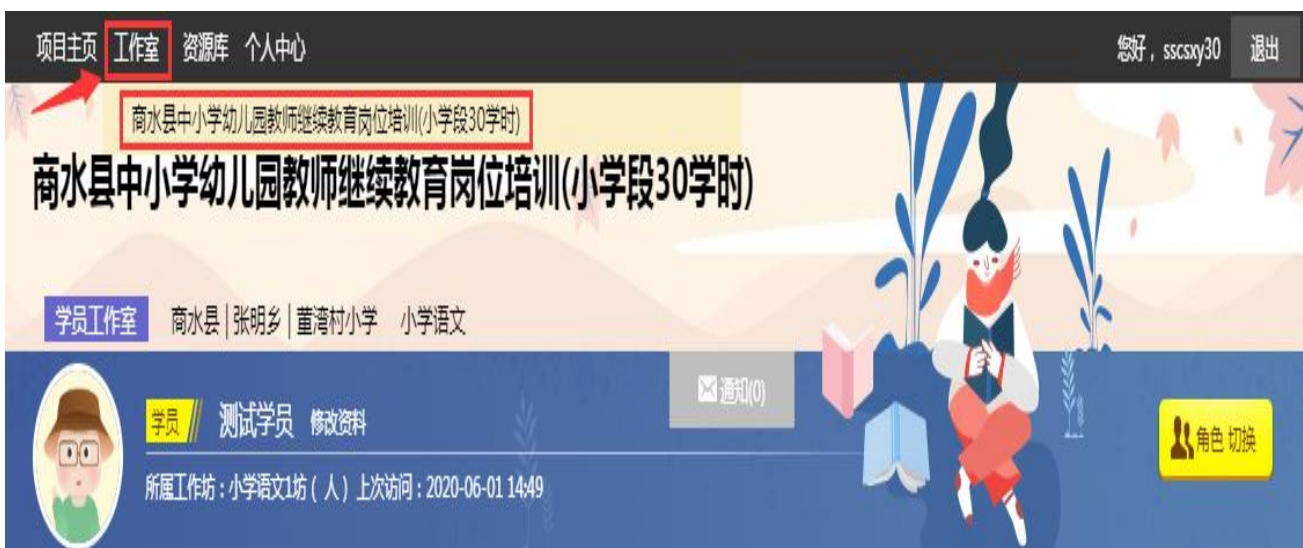 项目主页 工作室 资源库 个人中心 您好，sscsxy30 退出
商水县中小学幼儿园教师继续教育岗位培训(小学段30学时)
商水县中小学幼儿园教师继续教育岗位培训(小学段30学时)
学员工作室 商水县|张明乡|董湾村小学 小学语文
通知(0)
学员 测试学员 修改资料
角色 切换
所属工作坊：小学语文1坊（人）上次访问：2020-06-01 14:49